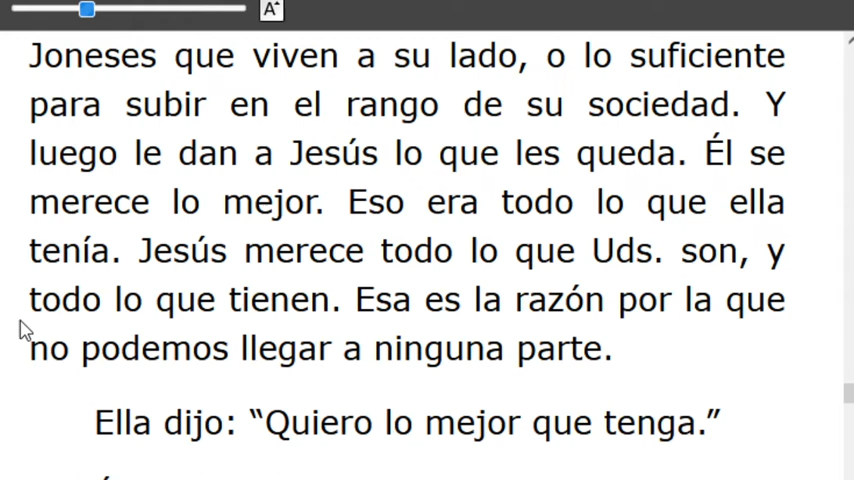 A
Joneses que viven a su lado, o lo suficiente
para subir en el rango de su sociedad. Y
luego le dan a Jesús lo que les queda. Él se
merece lo mejor. Eso era todo lo que ella
tenía. Jesús merece todo lo que Uds. son, y
todo lo que tienen. Esa es la razón por la que
no podemos llegar a ninguna parte.
Ella dijo: “Quiero lo mejor que tenga.”